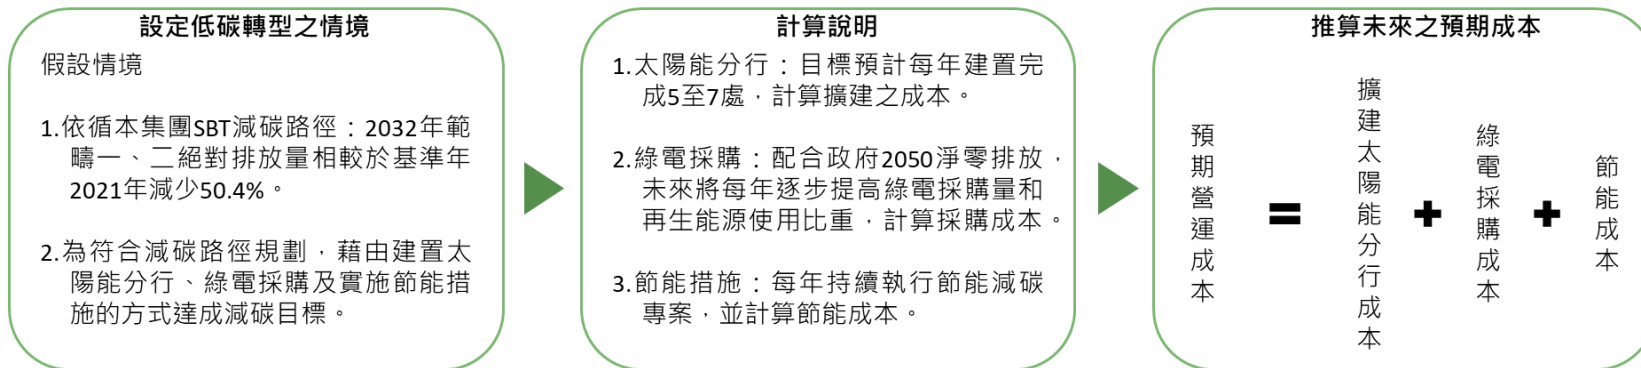 設定低碳轉型之情境
假設情境
1.依循本集團SBT減碳路徑：2032年範
疇一、二絕對排放量相較於基準年
2021年減少50.4%。
2.為符合減碳路徑規劃，藉由建置太
陽能分行、綠電採購及實施節能措
施的方式達成減碳目標。
計算說明
1.太陽能分行：目標預計每年建置完
成5至7處，計算擴建之成本。
2.綠電採購：配合政府2050淨零排放，
未來將每年逐步提高綠電採購量和
再生能源使用比重，計算採購成本。
3.節能措施：每年持續執行節能減碳
專案，並計算節能成本。
推算未來之預期成本
預期營運成本
=
擴建太陽能分行成本
+
綠電採購成本
+
節能成本